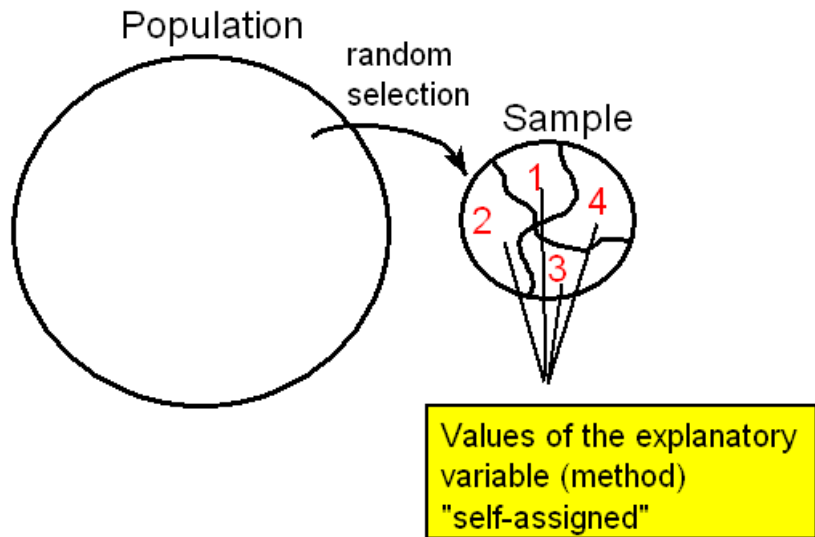 Population
random
selection
Sample
1
2
4
3
Values of the explanatory
variable (method)
"self-assigned"